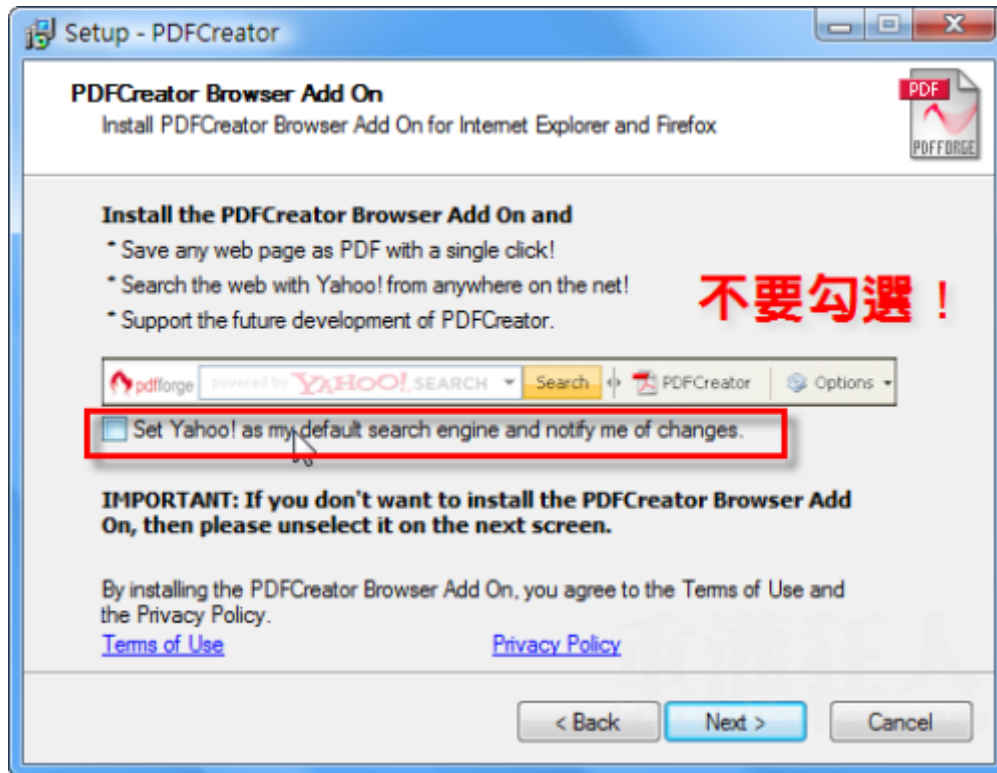 Setup - PDFCreator
PDFCreator Browser Add On
Install PDFCreator Browser Add On for Internet Explorer and Firefox
PDF
PDFFORGE
Install the PDFCreator Browser Add On and
* Save any web page as PDF with a single click!
* Search the web with Yahoo! from anywhere on the net!
* Support the future development of PDFCreator.
不要勾選！
pdfforge powered by YAHOO! SEARCH Search PDFCreator Options
Set Yahoo! as my default search engine and notify me of changes.
IMPORTANT: If you don't want to install the PDFCreator Browser Add
On, then please unselect it on the next screen.
By installing the PDFCreator Browser Add On, you agree to the Terms of Use and
the Privacy Policy.
Terms of Use Privacy Policy
重灌狂人
< Back Next > Cancel